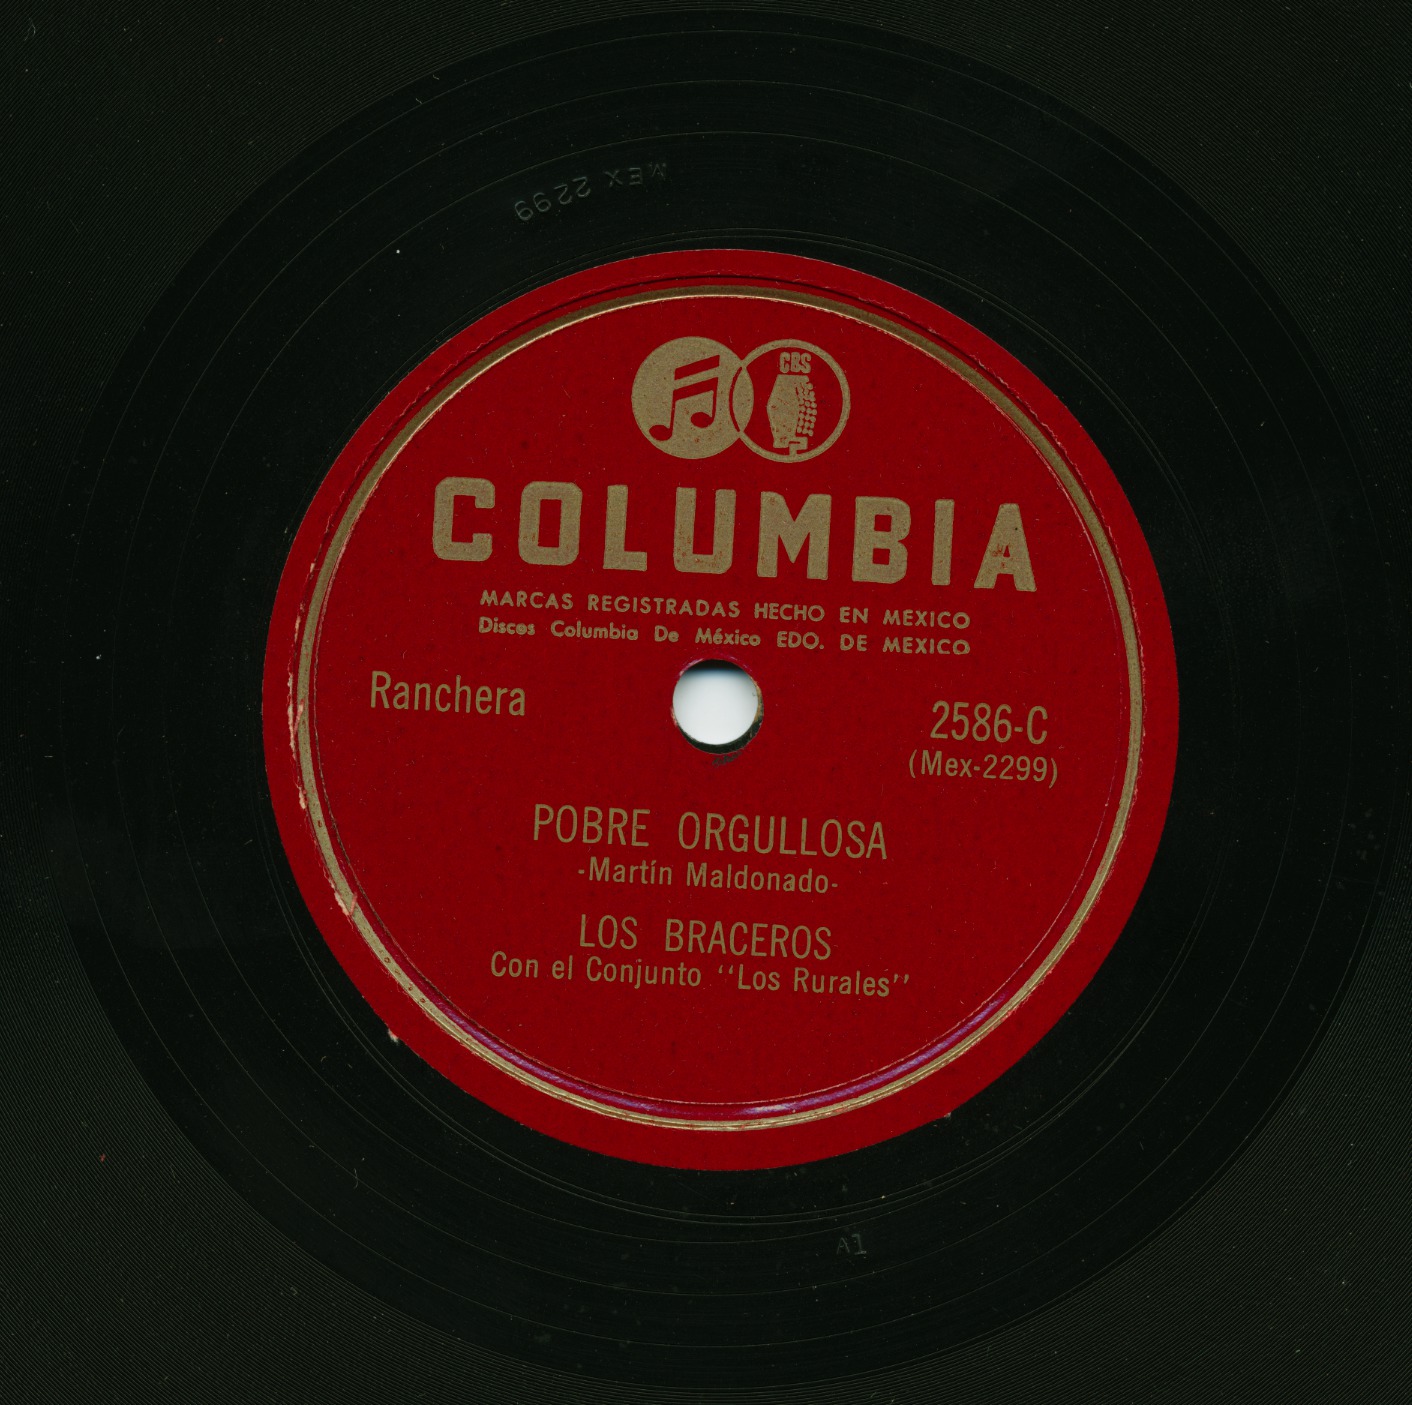 MEX 2299
CBS
COLUMBIA
MARCAS REGISTRADAS HECHO EN MEXICO
Discos Columbia De México EDO. DE MEXICO
Ranchera
2586-C
(Mex-2299)
POBRE ORGULLOSA
-Martín Maldonado-
LOS BRACEROS
Con el Conjunto "Los Rurales"
A1